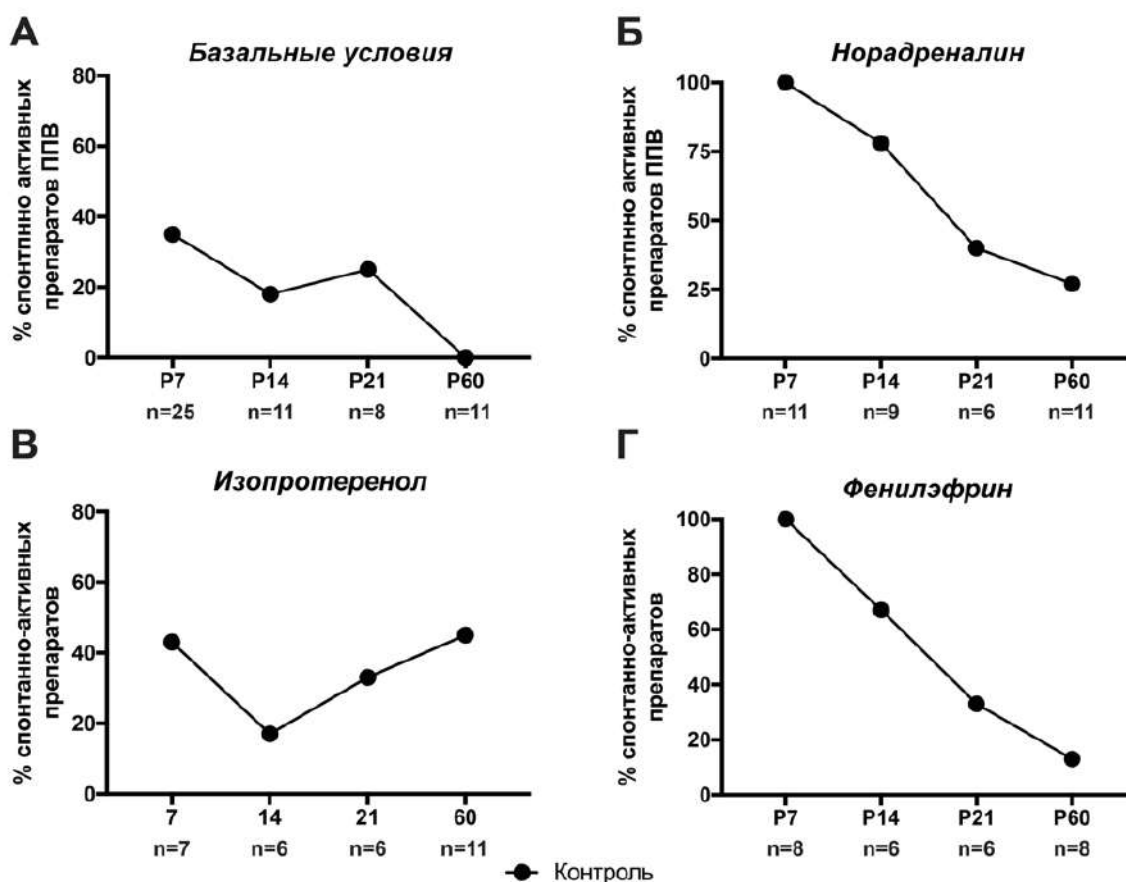 А
Базальные условия
% спонтпнно активных
препаратов ППВ
80
60
40
20
0
P7
P14
P21
P60
n=25
n=11
n=8
n=11
Б
Норадреналин
% спонтпнно активных
препаратов ППВ
100
75
50
25
0
P7
P14
P21
P60
n=11
n=9
n=6
n=11
В
Изопротеренол
% спонтанно-активных
препаратов
80
60
40
20
0
7
14
21
60
n=7
n=6
n=6
n=11
Г
Фенилэфрин
% спонтанно-активных
препаратов
100
80
60
40
20
0
P7
P14
P21
P60
n=8
n=6
n=6
n=8
Контроль